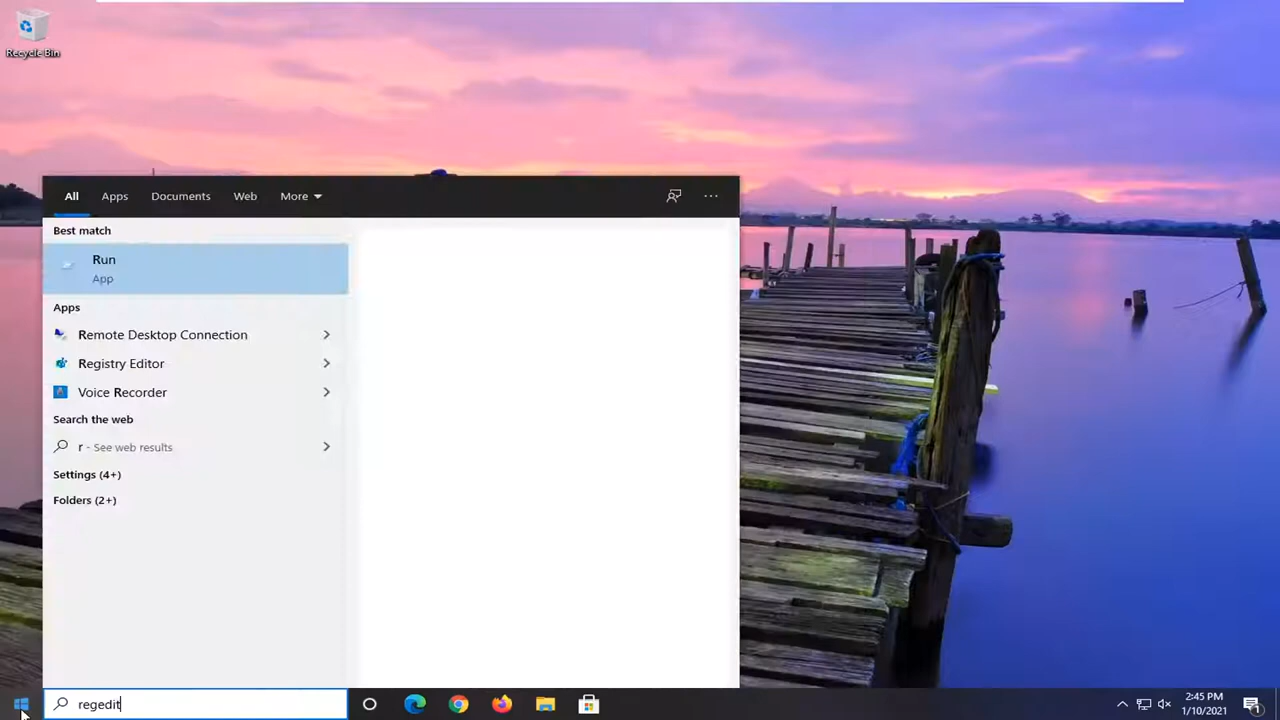 Recycle Bin
All
Apps
Documents
Web
More
Best match
Run
App
Apps
Remote Desktop Connection
Registry Editor
Voice Recorder
Search the web
r - See web results
Settings (4+)
Folders (2+)
regedit
2:45 PM
1/10/2021
1